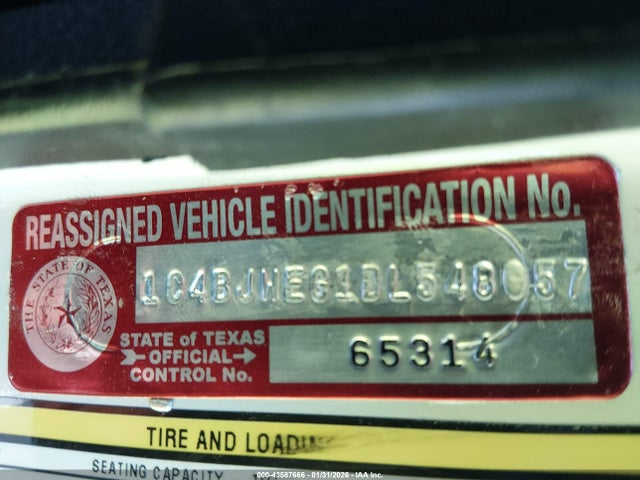 REASSIGNED VEHICLE IDENTIFICATION No.
THE STATE OF TEXAS
1C4BJWEG1DL548057
STATE of TEXAS
OFFICIAL
CONTROL No.
65314
TIRE AND LOADING
SEATING CAPACITY
000-43587666 - 01/31/2026 - IAA Inc.